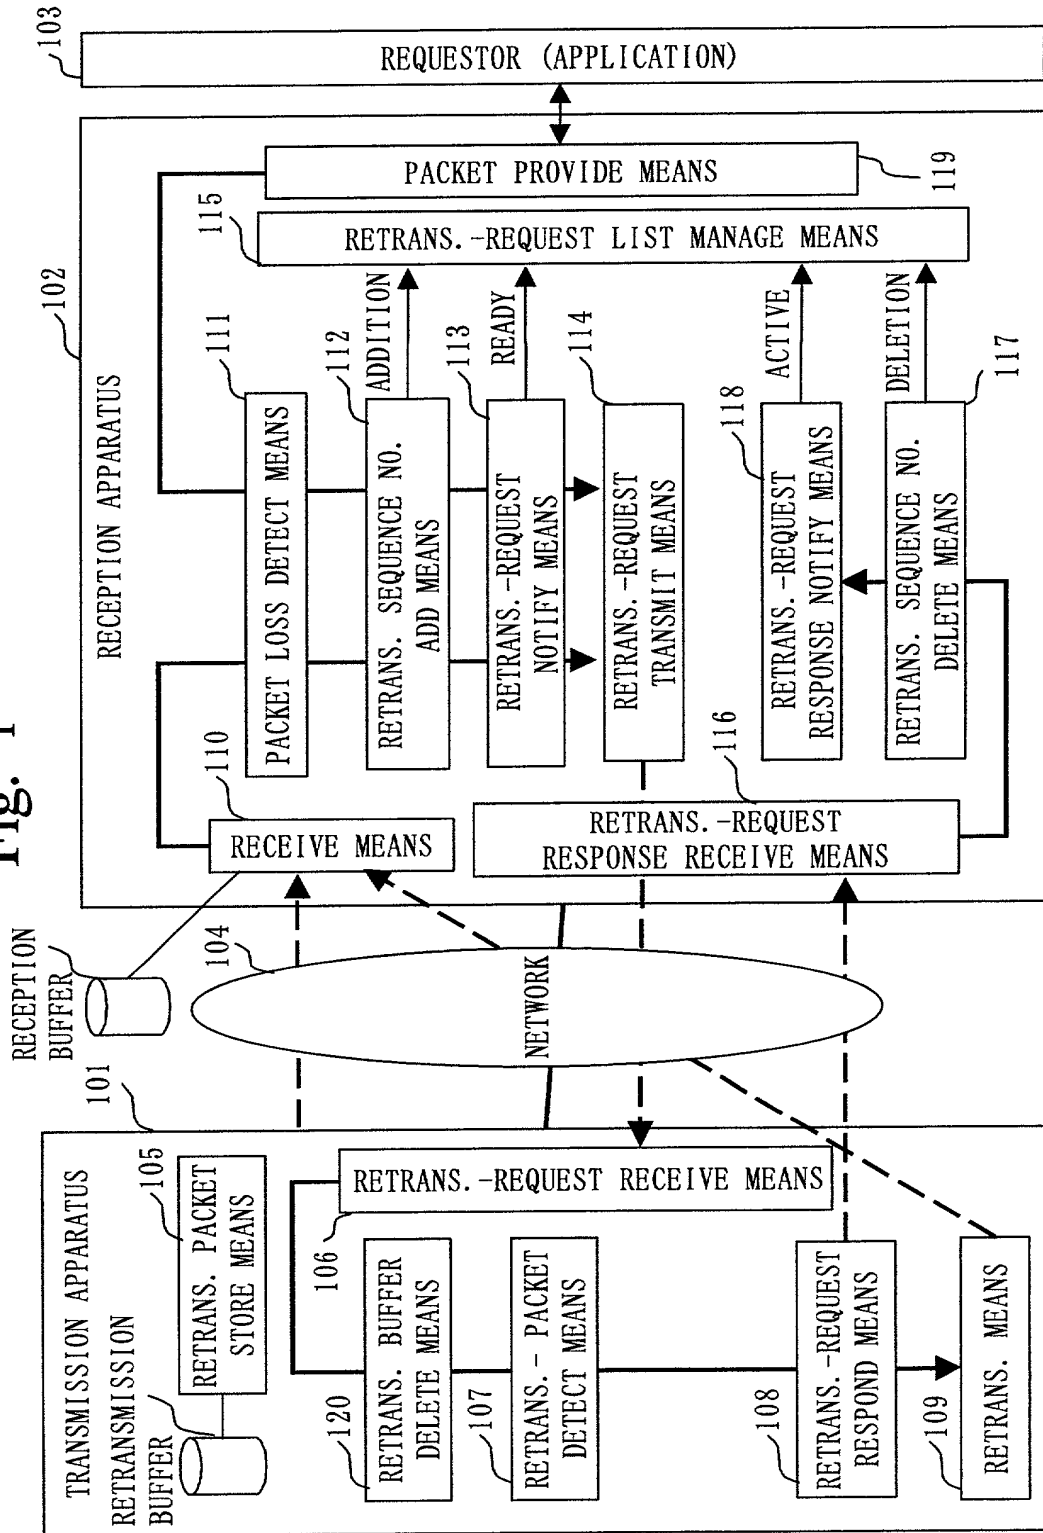 Fig. 1
TRANSMISSION APPARATUS
101
RETRANSMISSION
BUFFER
RETRANS. PACKET
STORE MEANS
105
RETRANS.-REQUEST RECEIVE MEANS
106
RETRANS. BUFFER
DELETE MEANS
120
RETRANS.- PACKET
DETECT MEANS
107
RETRANS.-REQUEST
RESPOND MEANS
108
RETRANS. MEANS
109
RECEPTION
BUFFER
104
NETWORK
RECEPTION APPARATUS
102
RECEIVE MEANS
110
PACKET LOSS DETECT MEANS
111
RETRANS. SEQUENCE NO.
ADD MEANS
112
ADDITION
RETRANS.-REQUEST
NOTIFY MEANS
113
READY
RETRANS.-REQUEST
TRANSMIT MEANS
114
RETRANS.-REQUEST
RESPONSE RECEIVE MEANS
116
RETRANS.-REQUEST
RESPONSE NOTIFY MEANS
118
ACTIVE
RETRANS. SEQUENCE NO.
DELETE MEANS
117
DELETION
RETRANS.-REQUEST LIST MANAGE MEANS
115
PACKET PROVIDE MEANS
119
REQUESTOR (APPLICATION)
103